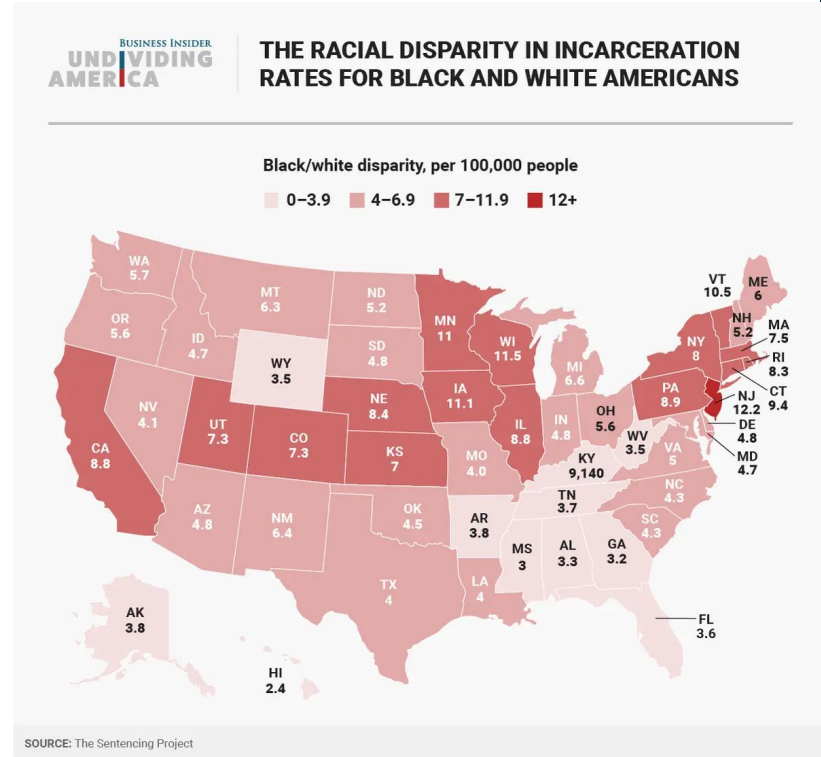 BUSINESS INSIDER
UNDIVIDING
AMERICA
THE RACIAL DISPARITY IN INCARCERATION
RATES FOR BLACK AND WHITE AMERICANS
Black/white disparity, per 100,000 people
0–3.9
4–6.9
7–11.9
12+
WA
5.7
OR
5.6
ID
4.7
MT
6.3
ND
5.2
SD
4.8
WY
3.5
NV
4.1
CA
8.8
UT
7.3
CO
7.3
NE
8.4
KS
7
MN
11
WI
11.5
IA
11.1
IL
8.8
MI
6.6
IN
4.8
OH
5.6
MO
4.0
KY
9,140
WV
3.5
VA
5
PA
8.9
NY
8
VT
10.5
ME
6
NH
5.2
MA
7.5
RI
8.3
CT
9.4
NJ
12.2
DE
4.8
MD
4.7
NC
4.3
SC
4.3
TN
3.7
AZ
4.8
NM
6.4
OK
4.5
AR
3.8
TX
4
LA
4
MS
3
AL
3.3
GA
3.2
FL
3.6
AK
3.8
HI
2.4
SOURCE: The Sentencing Project